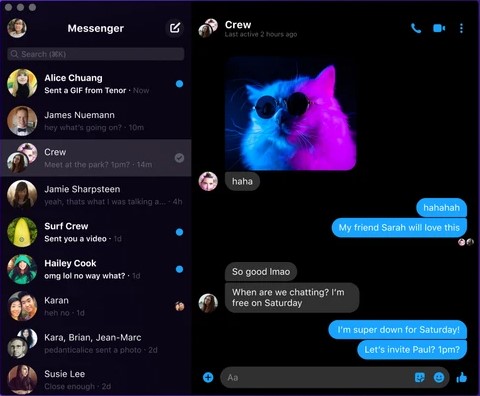 Messenger
Search (⌘K)
Alice Chuang
Sent a GIF from Tenor · Now
James Nuemann
hey what's going on? · 10m
Crew
Meet at the park? 1pm? · 14m
Jamie Sharpsteen
yeah, thats what I was talking a... · 4h
Surf Crew
Sent you a video · 1d
Hailey Cook
omg lol no way what? · 1d
Karan
heh no · 1d
Kara, Brian, Jean-Marc
pedanticalice sent a photo · 2d
Susie Lee
Close enough · 2d
Crew
Last active 2 hours ago
haha
hahahah
My friend Sarah will love this
So good lmao
When are we chatting? I'm
free on Saturday
I'm super down for Saturday!
Let's invite Paul? 1pm?
Aa